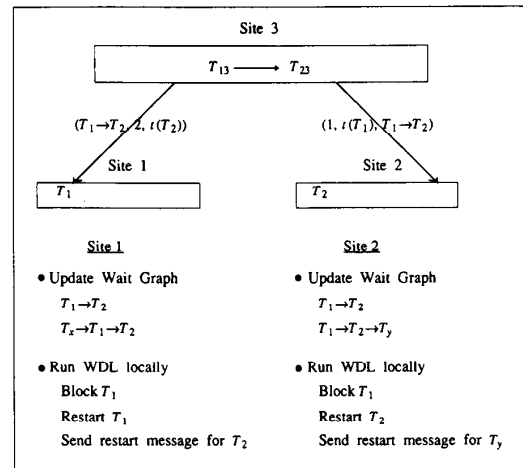 Site 3
T₁₃ → T₂₃
(T₁→T₂, 2, t(T₂))
(1, t(T₁), T₁→T₂)
Site 1
Site 2
T₁
T₂
Site 1
● Update Wait Graph
T₁→T₂
Tₓ→T₁→T₂
● Run WDL locally
Block T₁
Restart T₁
Send restart message for T₂
Site 2
● Update Wait Graph
T₁→T₂
T₁→T₂→T_y
● Run WDL locally
Block T₁
Restart T₂
Send restart message for T_y